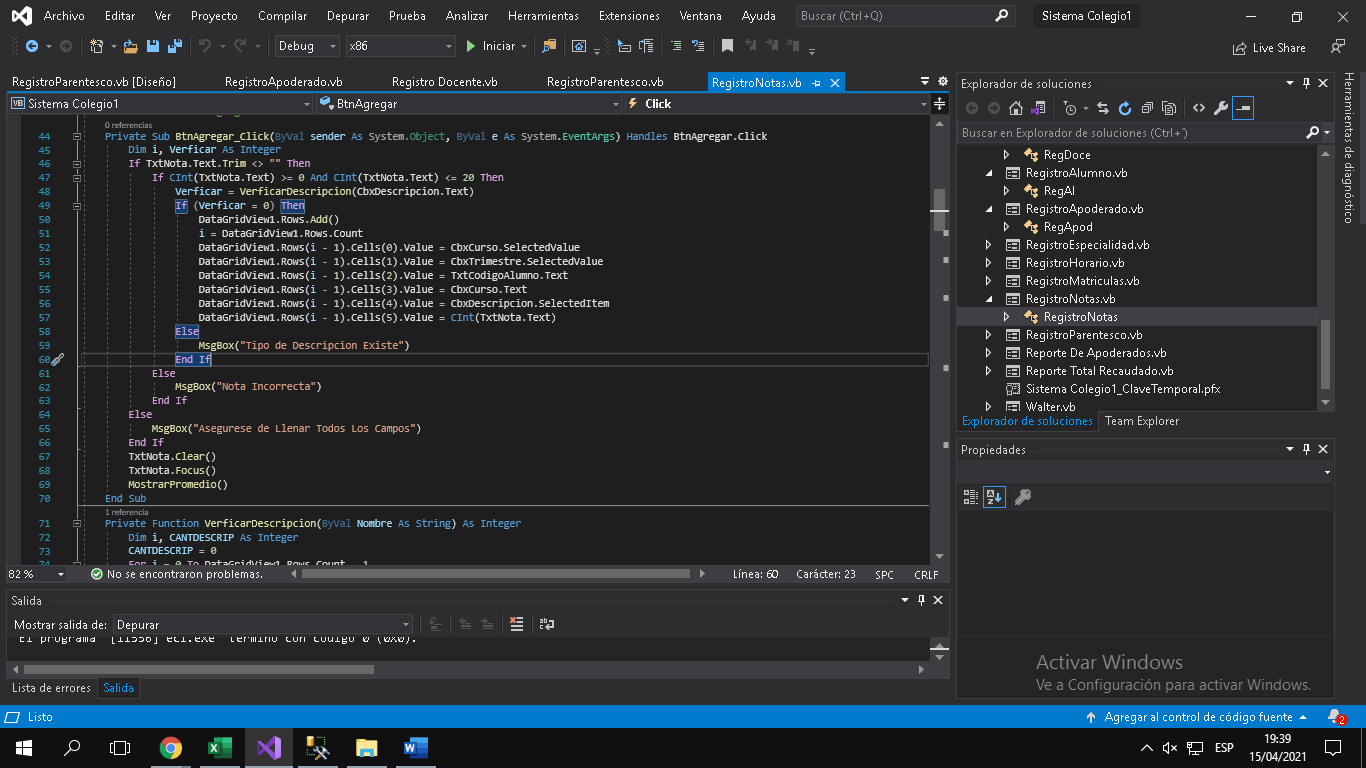 Archivo Editar Ver Proyecto Compilar Depurar Prueba Analizar Herramientas Extensiones Ventana Ayuda Buscar (Ctrl+Q) Sistema Colegio1
Debug x86 Iniciar Live Share
RegistroParentesco.vb [Diseño] RegistroApoderado.vb Registro Docente.vb RegistroParentesco.vb RegistroNotas.vb
VB Sistema Colegio1 BtnAgregar Click
0 referencias
44 Private Sub BtnAgregar_Click(ByVal sender As System.Object, ByVal e As System.EventArgs) Handles BtnAgregar.Click
45 Dim i, Verficar As Integer
46 If TxtNota.Text.Trim <> "" Then
47 If CInt(TxtNota.Text) >= 0 And CInt(TxtNota.Text) <= 20 Then
48 Verficar = VerficarDescripcion(CbxDescripcion.Text)
49 If (Verficar = 0) Then
50 DataGridView1.Rows.Add()
51 i = DataGridView1.Rows.Count
52 DataGridView1.Rows(i - 1).Cells(0).Value = CbxCurso.SelectedValue
53 DataGridView1.Rows(i - 1).Cells(1).Value = CbxTrimestre.SelectedValue
54 DataGridView1.Rows(i - 1).Cells(2).Value = TxtCodigoAlumno.Text
55 DataGridView1.Rows(i - 1).Cells(3).Value = CbxCurso.Text
56 DataGridView1.Rows(i - 1).Cells(4).Value = CbxDescripcion.SelectedItem
57 DataGridView1.Rows(i - 1).Cells(5).Value = CInt(TxtNota.Text)
58 Else
59 MsgBox("Tipo de Descripcion Existe")
60 End If
61 Else
62 MsgBox("Nota Incorrecta")
63 End If
64 Else
65 MsgBox("Asegurese de Llenar Todos Los Campos")
66 End If
67 TxtNota.Clear()
68 TxtNota.Focus()
69 MostrarPromedio()
70 End Sub
1 referencia
71 Private Function VerficarDescripcion(ByVal Nombre As String) As Integer
72 Dim i, CANTDESCRIP As Integer
73 CANTDESCRIP = 0
74 For i = 0 To DataGridView1.Rows.Count - 1
82 % No se encontraron problemas. Línea: 60 Carácter: 23 SPC CRLF
Salida
Mostrar salida de: Depurar
El programa '[11556] ecl.exe' terminó con código 0 (0x0).
Lista de errores Salida
Explorador de soluciones
Buscar en Explorador de soluciones (Ctrl+´)
RegDoce
RegistroAlumno.vb
RegAl
RegistroApoderado.vb
RegApod
RegistroEspecialidad.vb
RegistroHorario.vb
RegistroMatriculas.vb
RegistroNotas.vb
RegistroNotas
RegistroParentesco.vb
Reporte De Apoderados.vb
Reporte Total Recaudado.vb
Sistema Colegio1_ClaveTemporal.pfx
Walter.vb
Explorador de soluciones Team Explorer
Propiedades
Activar Windows
Ve a Configuración para activar Windows.
Herramientas de diagnóstico
Listo Agregar al control de código fuente 2
ESP 19:39
15/04/2021